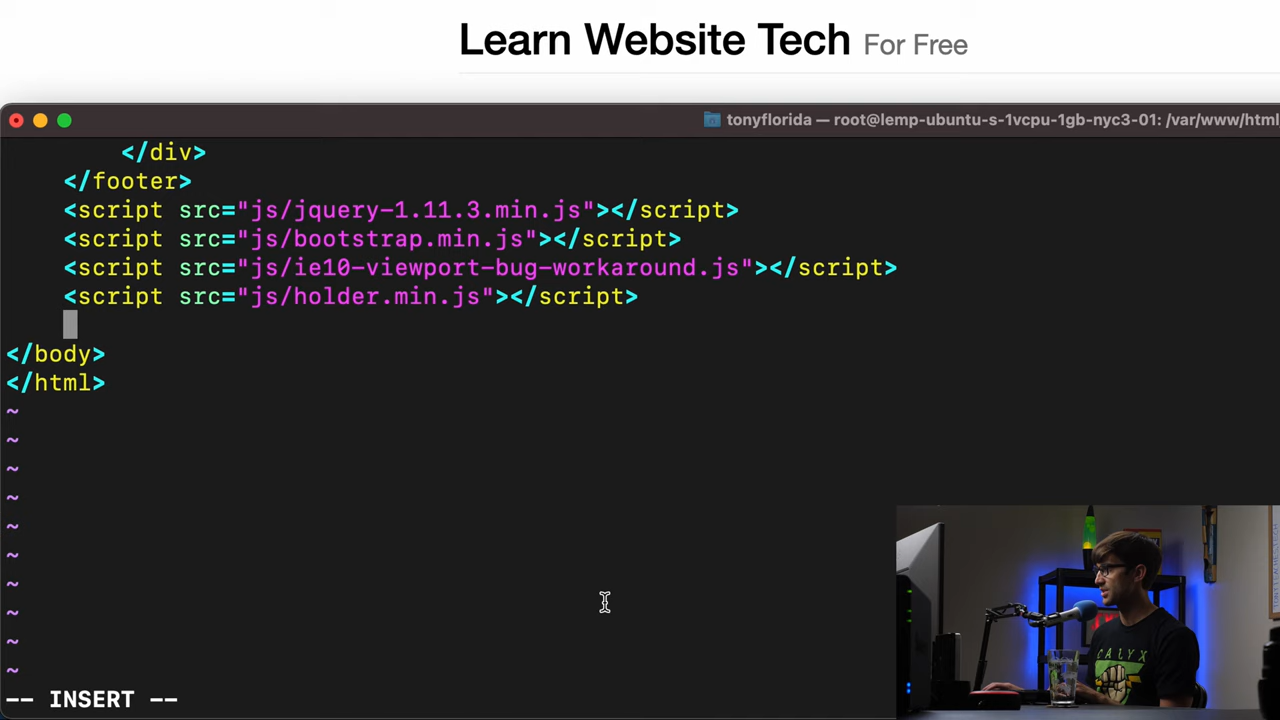 Learn Website Tech For Free
tonyflorida — root@lemp-ubuntu-s-1vcpu-1gb-nyc3-01: /var/www/html
</div>
</footer>
<script src="js/jquery-1.11.3.min.js"></script>
<script src="js/bootstrap.min.js"></script>
<script src="js/ie10-viewport-bug-workaround.js"></script>
<script src="js/holder.min.js"></script>
</body>
</html>
~
~
~
~
~
~
~
~
~
~
-- INSERT --
CALYX